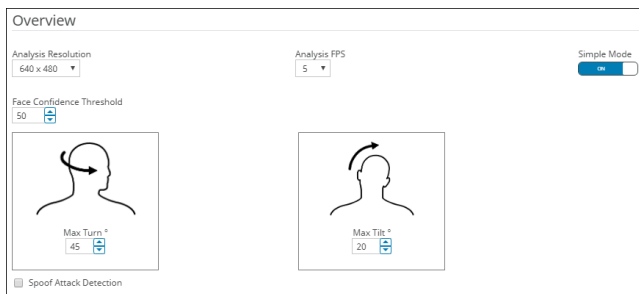 Overview
Analysis Resolution
Analysis FPS
Simple Mode
640 x 480
5
ON
Face Confidence Threshold
50
Max Turn °
Max Tilt °
45
20
Spoof Attack Detection